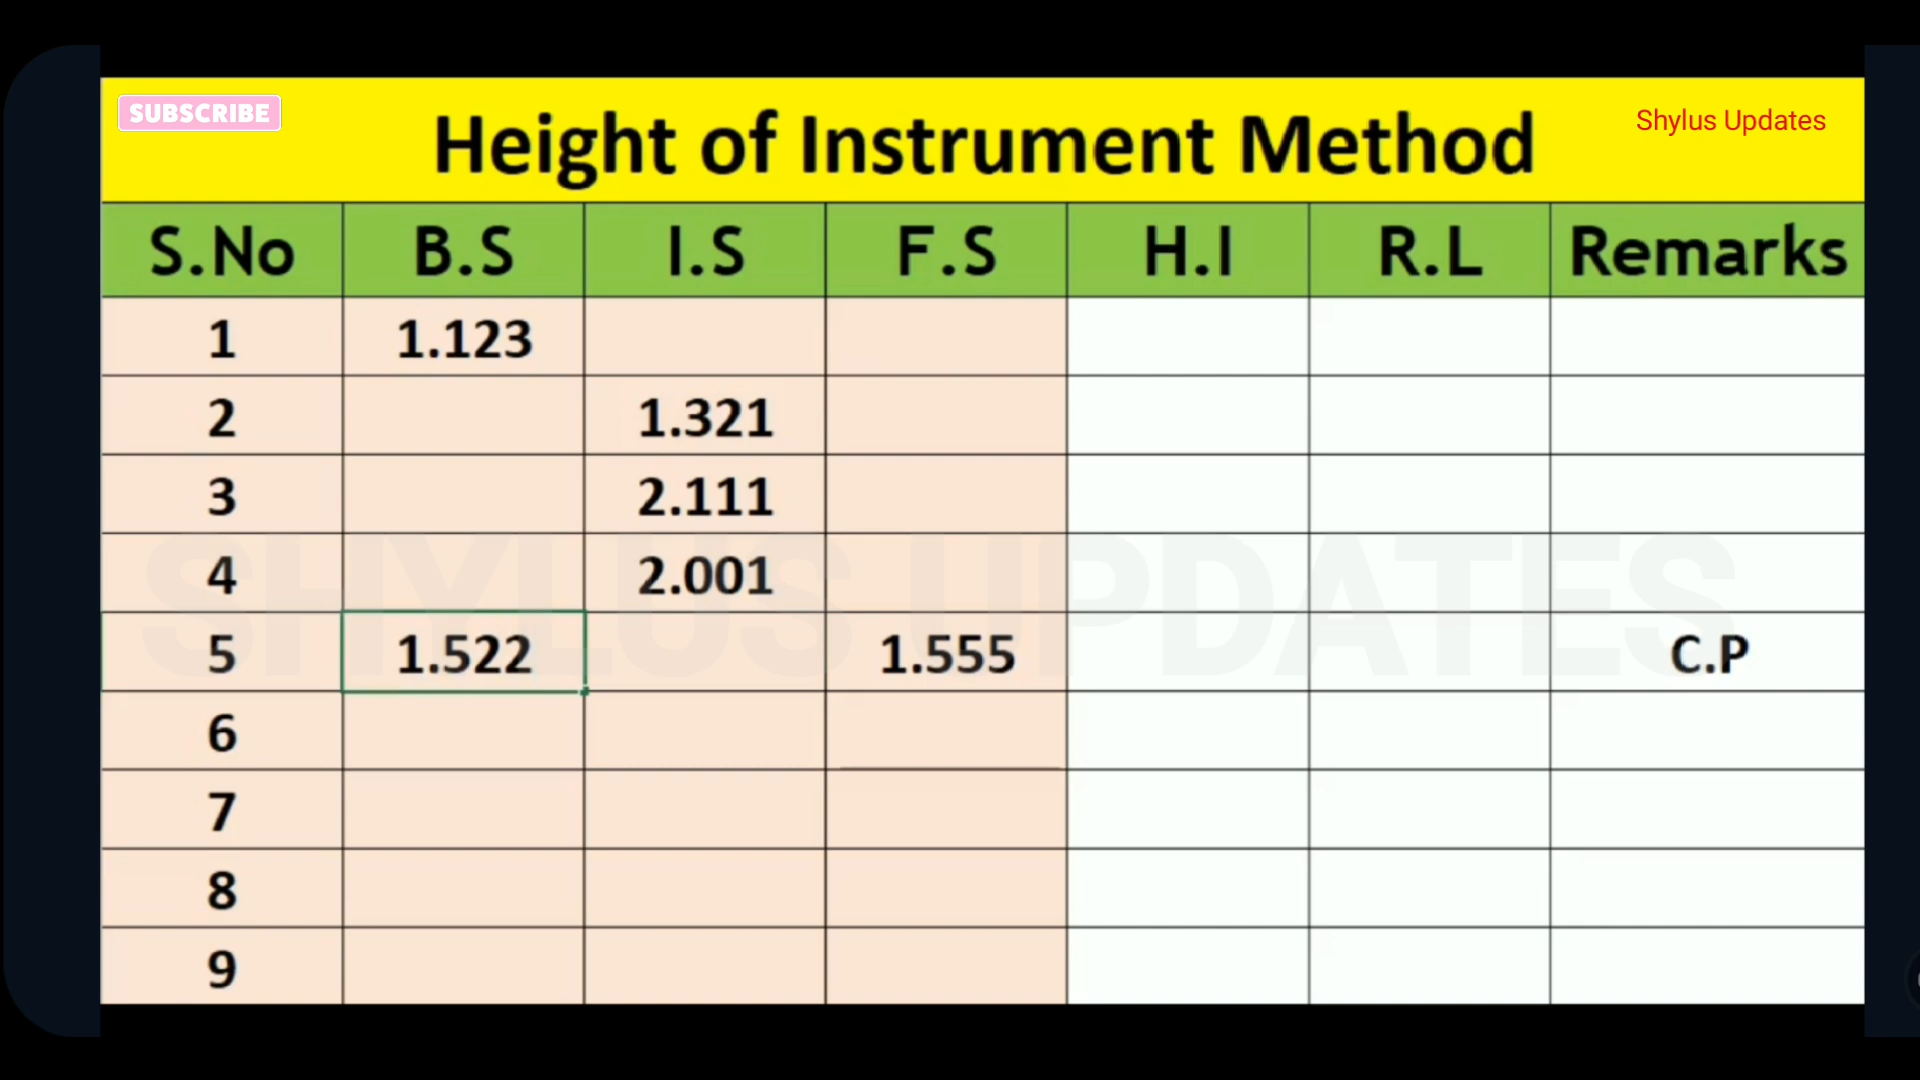 SUBSCRIBE
Height of Instrument Method
Shylus Updates
S.No B.S I.S F.S H.I R.L Remarks
1 1.123
2 1.321
3 2.111
4 2.001
5 1.522 1.555 C.P
6
7
8
9
SHYLUS UPDATES